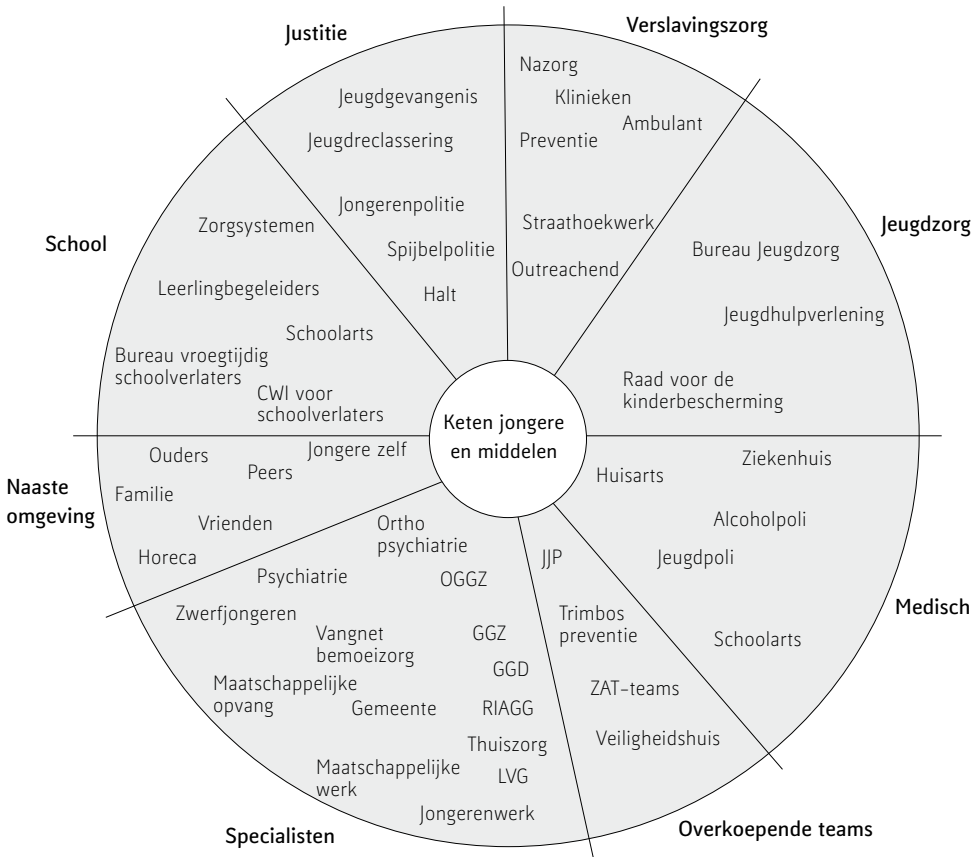 Justitie
Verslavingszorg
Jeugdzorg
Medisch
Overkoepende teams
Specialisten
Naaste
omgeving
School
Keten jongere
en middelen
Jeugdgevangenis
Jeugdreclassering
Jongerenpolitie
Spijbelpolitie
Halt
Nazorg
Klinieken
Ambulant
Preventie
Straathoekwerk
Outreachend
Bureau Jeugdzorg
Jeugdhulpverlening
Raad voor de
kinderbescherming
Ziekenhuis
Huisarts
Alcoholpoli
Jeugdpoli
Schoolarts
JJP
Trimbos
preventie
ZAT-teams
Veiligheidshuis
Ortho
psychiatrie
Psychiatrie
OGGZ
Zwerfjongeren
Vangnet
bemoeizorg
GGZ
GGD
Maatschappelijke
opvang
Gemeente
RIAGG
Thuiszorg
Maatschappelijke
werk
LVG
Jongerenwerk
Jongere zelf
Ouders
Peers
Familie
Vrienden
Horeca
Zorgsystemen
Leerlingbegeleiders
Schoolarts
Bureau vroegtijdig
schoolverlaters
CWI voor
schoolverlaters